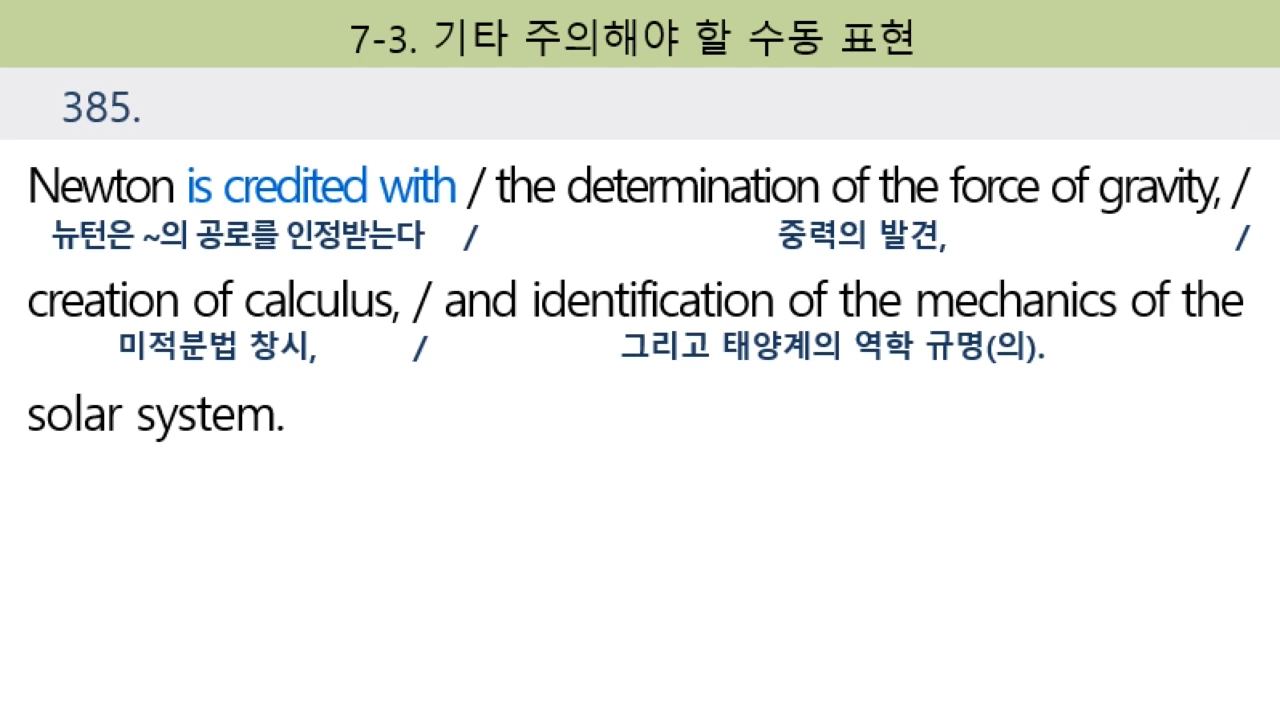 7-3. 기타 주의해야 할 수동 표현
385.
Newton is credited with / the determination of the force of gravity, /
뉴턴은 ~의 공로를 인정받는다 / 중력의 발견, /
creation of calculus, / and identification of the mechanics of the
미적분법 창시, / 그리고 태양계의 역학 규명(의).
solar system.